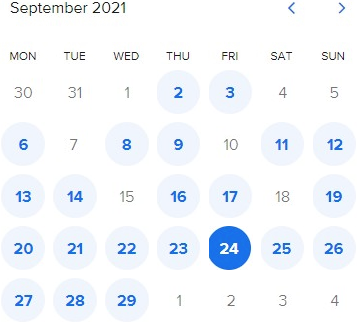 September 2021
MON TUE WED THU FRI SAT SUN
30 31 1 2 3 4 5
6 7 8 9 10 11 12
13 14 15 16 17 18 19
20 21 22 23 24 25 26
27 28 29 1 2 3 4